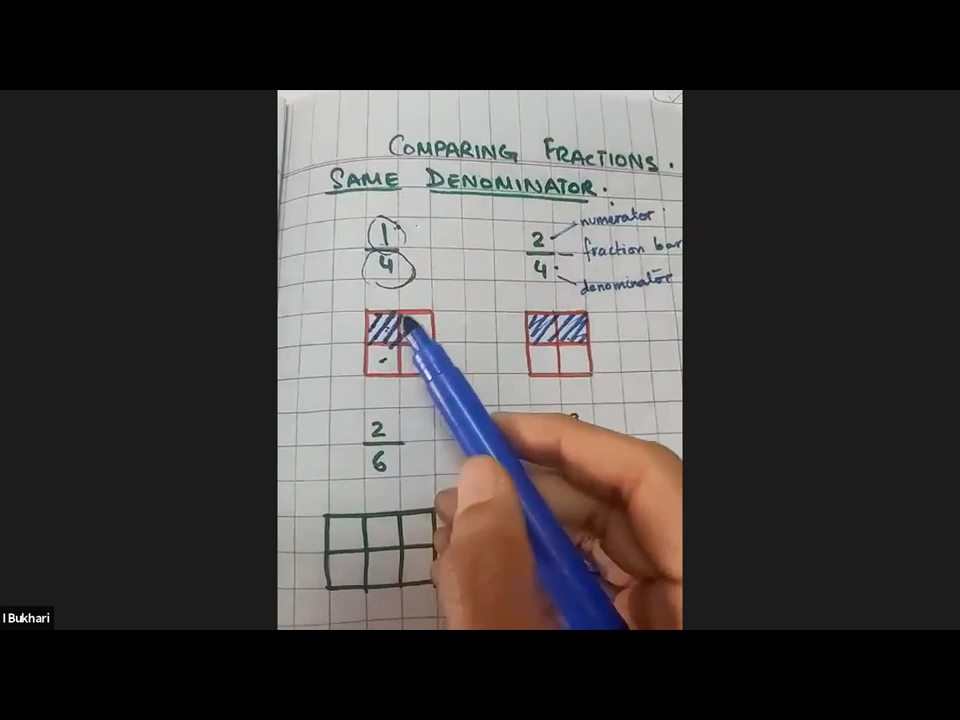 COMPARING FRACTIONS.
SAME DENOMINATOR.
1
4
2
4
numerator
fraction bar
denominator
2
6
I Bukhari